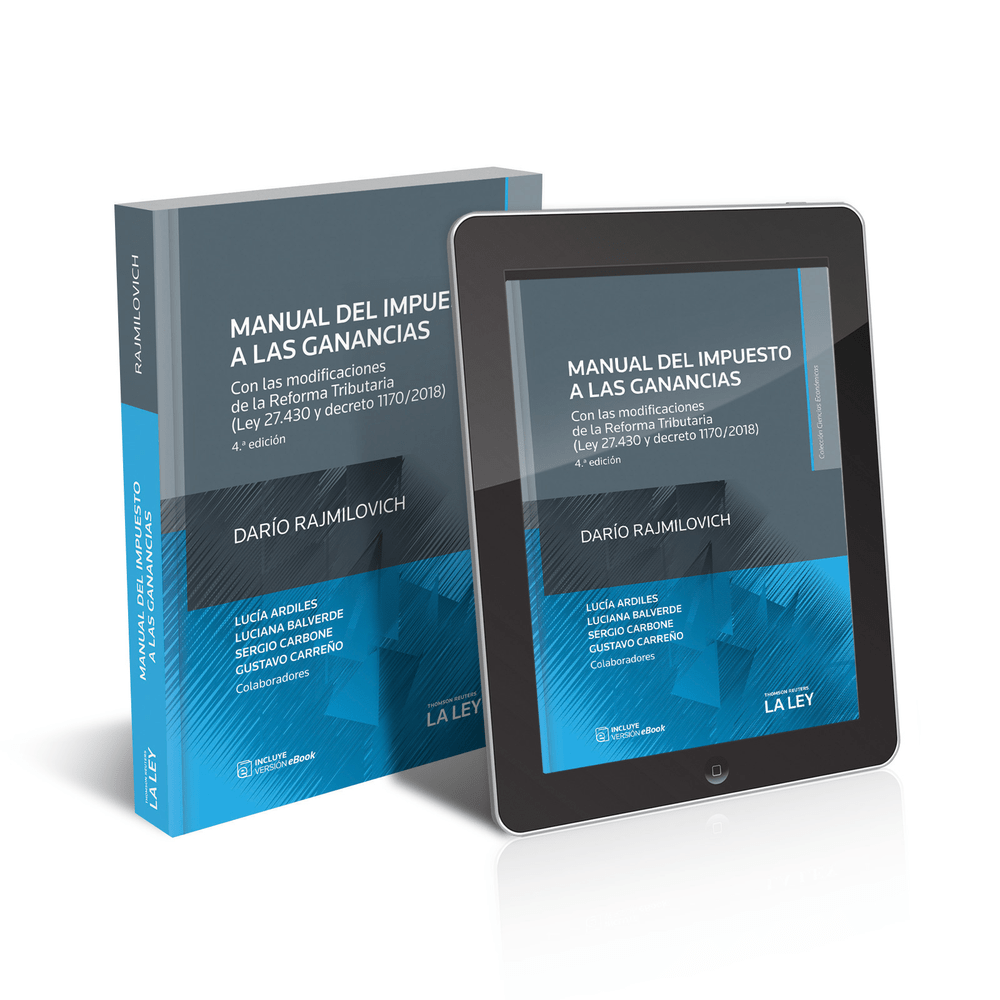 RAJMILOVICH
MANUAL DEL IMPUESTO
A LAS GANANCIAS
THOMSON REUTERS
LA LEY
MANUAL DEL IMPUE
A LAS GANANCIAS
Con las modificaciones
de la Reforma Tributaria
(Ley 27.430 y decreto 1170/2018)
4.ª edición
DARÍO RAJMILOVICH
LUCÍA ARDILES
LUCIANA BALVERDE
SERGIO CARBONE
GUSTAVO CARREÑO
Colaboradores
THOMSON REUTERS
LA LEY
INCLUYE
VERSIÓN eBook
MANUAL DEL IMPUESTO
A LAS GANANCIAS
Con las modificaciones
de la Reforma Tributaria
(Ley 27.430 y decreto 1170/2018)
4.ª edición
Colección Ciencias Económicas
DARÍO RAJMILOVICH
LUCÍA ARDILES
LUCIANA BALVERDE
SERGIO CARBONE
GUSTAVO CARREÑO
Colaboradores
THOMSON REUTERS
LA LEY
INCLUYE
VERSIÓN eBook